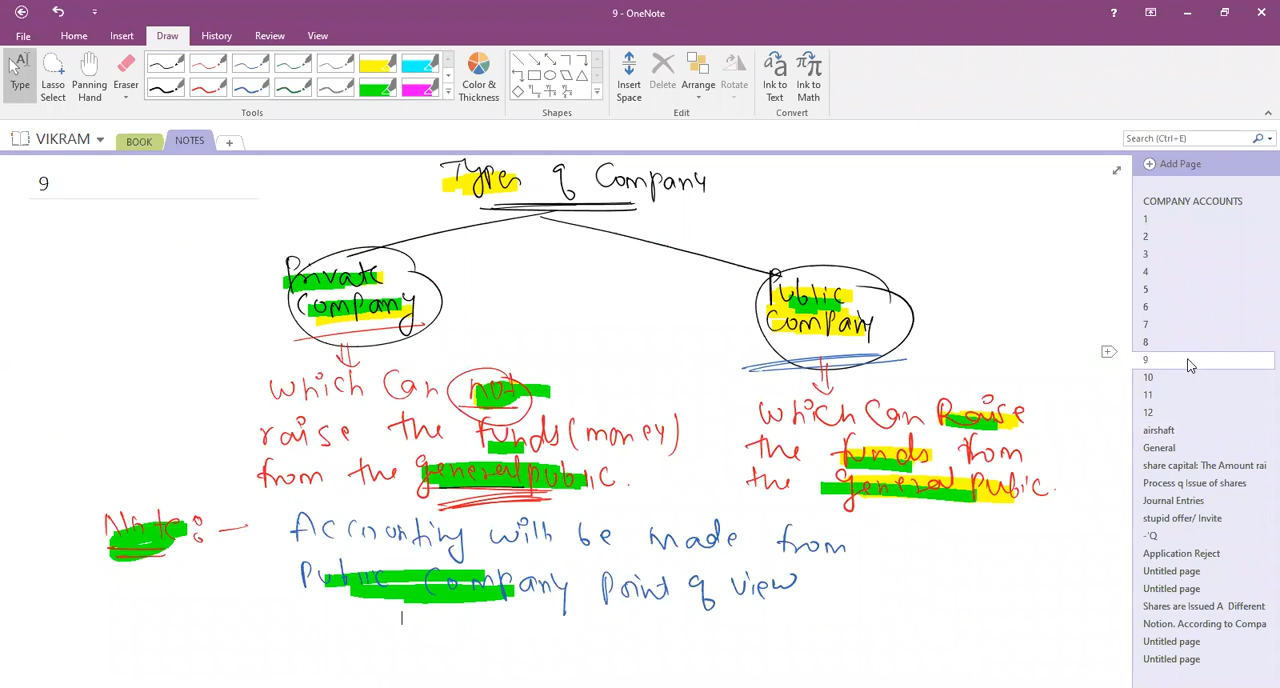 9 - OneNote
?
File Home Insert Draw History Review View
Type
Lasso Select
Panning Hand
Eraser
Color & Thickness
Insert Space
Delete
Arrange
Rotate
Ink to Text
Ink to Math
Tools
Shapes
Edit
Convert
VIKRAM
BOOK
NOTES
Search (Ctrl+E)
9
Types of Company
Private
Company
which can not
raise the funds (money)
from the general public.
Public
Company
which can Raise
the funds from
the general Pubic.
Note :-
Accounting will be made from
Public Company Point of view
Add Page
COMPANY ACCOUNTS
1
2
3
4
5
6
7
8
9
10
11
12
airshaft
General
share capital: The Amount rai
Process q Issue of shares
Journal Entries
stupid offer/ Invite
-'Q
Application Reject
Untitled page
Untitled page
Shares are Issued A Different
Notion. According to Compa
Untitled page
Untitled page